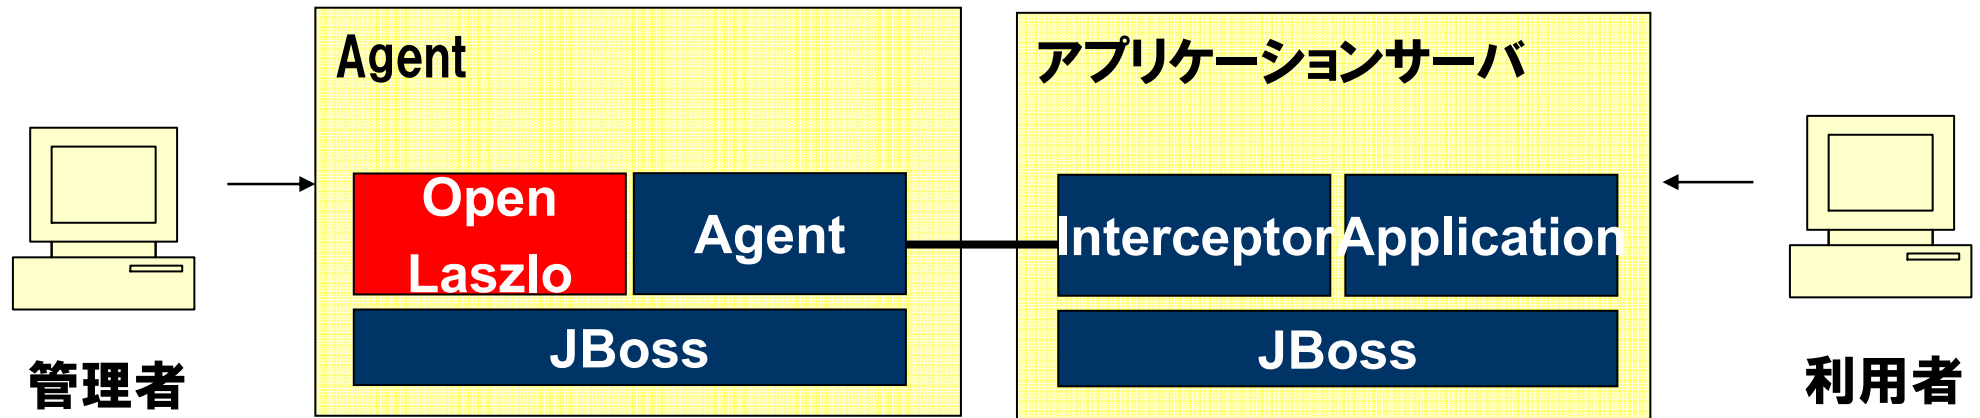 Agent
アプリケーションサーバ
Open
Laszlo
Agent
Interceptor
Application
JBoss
JBoss
管理者
利用者